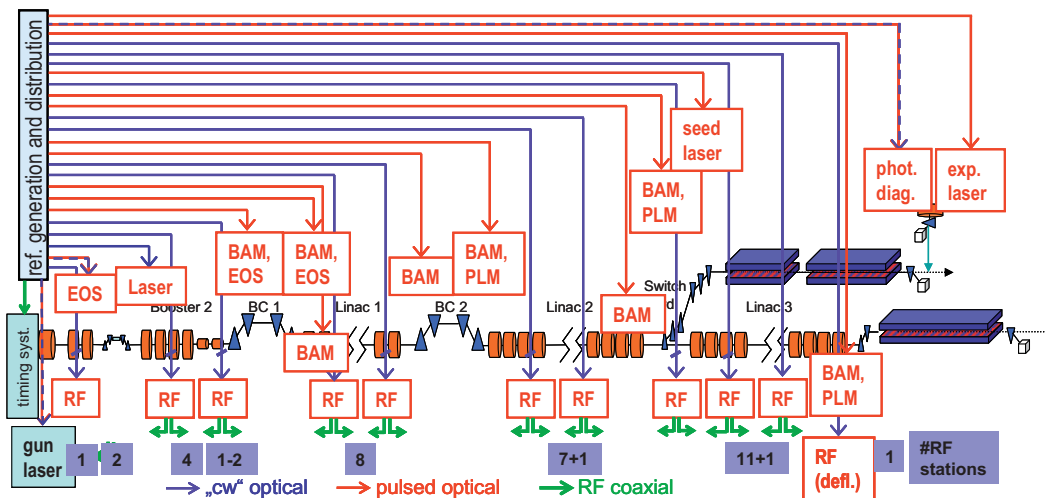 ref. generation and distribution
timing syst.
gun
laser
EOS
Laser
BAM,
EOS
BAM,
EOS
BAM
BAM,
PLM
BAM,
PLM
seed
laser
phot.
diag.
exp.
laser
BAM
BAM
BAM,
PLM
Booster 2
BC 1
Linac 1
BC 2
Linac 2
Switch
Linac 3
RF
RF
RF
RF
RF
RF
RF
RF
RF
RF
RF
(defl.)
1
2
4
1-2
8
7+1
11+1
1
#RF
stations
„cw“ optical
pulsed optical
RF coaxial